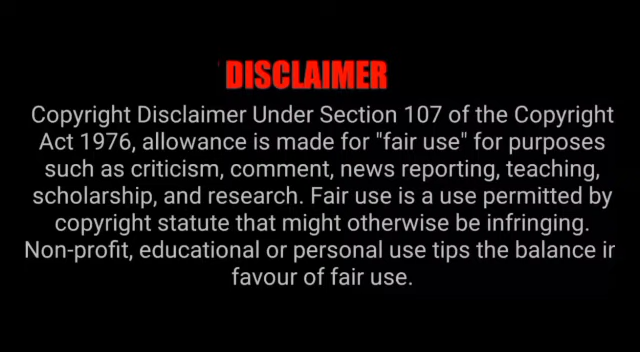 DISCLAIMER
Copyright Disclaimer Under Section 107 of the Copyright
Act 1976, allowance is made for "fair use" for purposes
such as criticism, comment, news reporting, teaching,
scholarship, and research. Fair use is a use permitted by
copyright statute that might otherwise be infringing.
Non-profit, educational or personal use tips the balance ir
favour of fair use.